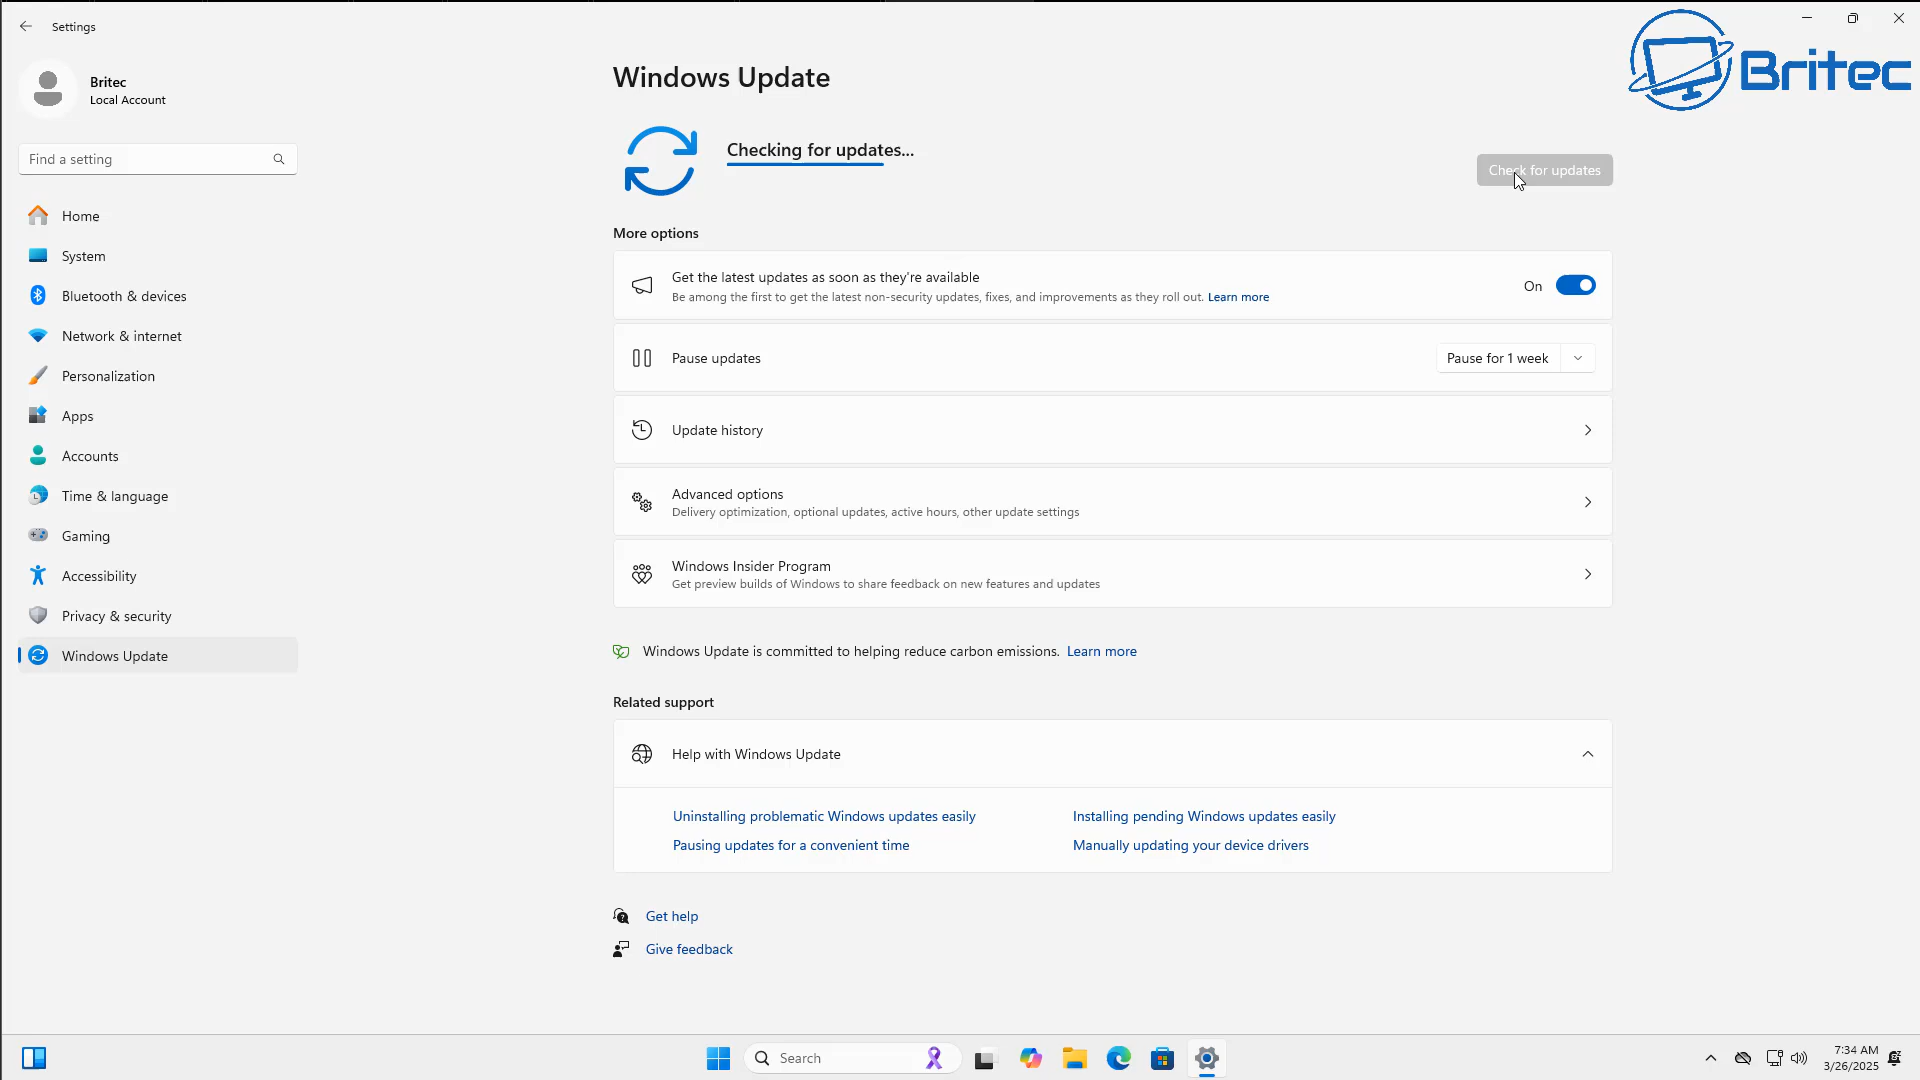 Settings
Britec
Local Account
Find a setting
Home
System
Bluetooth & devices
Network & internet
Personalization
Apps
Accounts
Time & language
Gaming
Accessibility
Privacy & security
Windows Update
Britec
Windows Update
Checking for updates...
Check for updates
More options
Get the latest updates as soon as they're available
Be among the first to get the latest non-security updates, fixes, and improvements as they roll out. Learn more
On
Pause updates
Pause for 1 week
Update history
Advanced options
Delivery optimization, optional updates, active hours, other update settings
Windows Insider Program
Get preview builds of Windows to share feedback on new features and updates
Windows Update is committed to helping reduce carbon emissions. Learn more
Related support
Help with Windows Update
Uninstalling problematic Windows updates easily
Installing pending Windows updates easily
Pausing updates for a convenient time
Manually updating your device drivers
Get help
Give feedback
Search
7:34 AM
3/26/2025